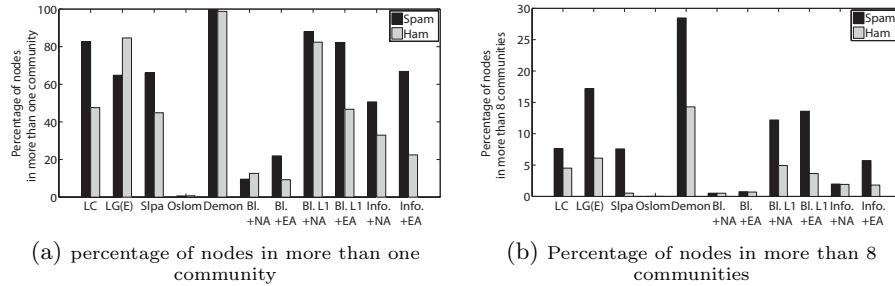 100
80
60
40
20
0
Percentage of nodes
in more than one community
Spam
Ham
LC LG(E) Slpa Oslom Demon Bl. +NA Bl. +EA Bl. L1 +NA Bl. L1 +EA Info. +NA Info. +EA
(a) percentage of nodes in more than one
community
30
25
20
15
10
5
0
Percentage of nodes
in more than 8 communities
Spam
Ham
LC LG(E) Slpa Oslom Demon Bl. +NA Bl. +EA Bl. L1 +NA Bl. L1 +EA Info. +NA Info. +EA
(b) Percentage of nodes in more than 8
communities